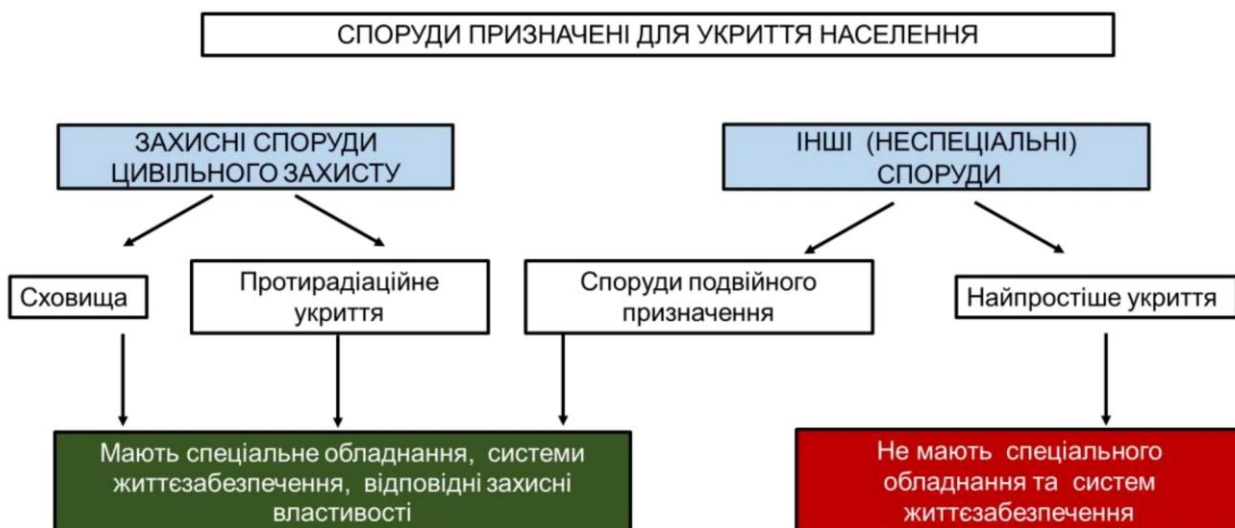 СПОРУДИ ПРИЗНАЧЕНІ ДЛЯ УКРИТТЯ НАСЕЛЕННЯ
ЗАХИСНІ СПОРУДИ
ЦИВІЛЬНОГО ЗАХИСТУ
ІНШІ (НЕСПЕЦІАЛЬНІ)
СПОРУДИ
Сховища
Протирадіаційне
укриття
Споруди подвійного
призначення
Найпростіше укриття
Мають спеціальне обладнання, системи
життєзабезпечення, відповідні захисні
властивості
Не мають спеціального
обладнання та систем
життєзабезпечення